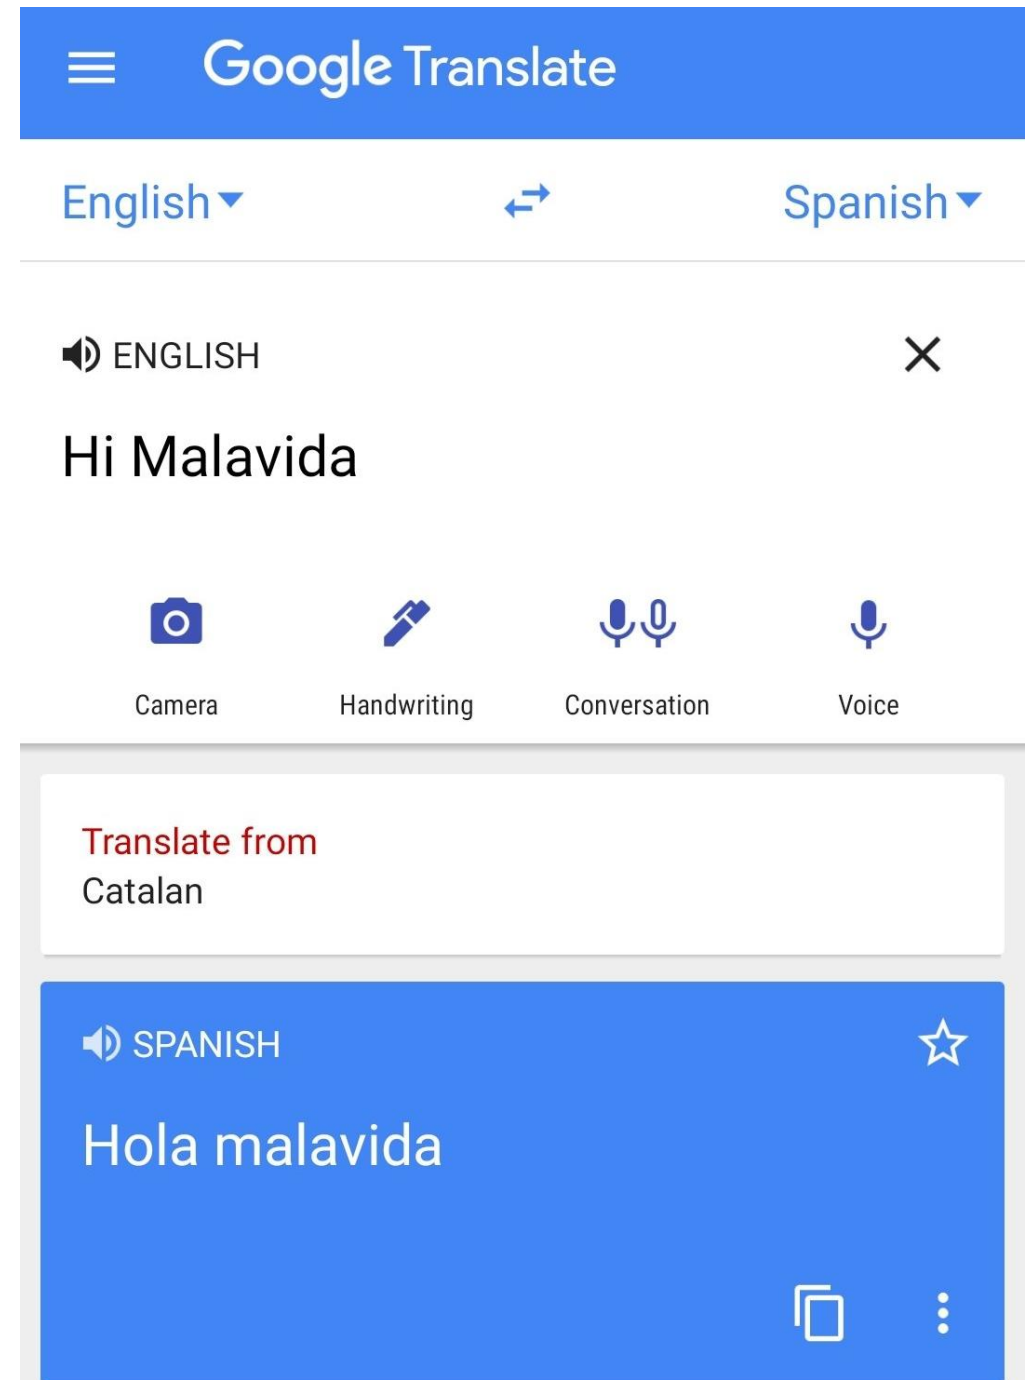 Google Translate
English Spanish
ENGLISH
Hi Malavida
Camera Handwriting Conversation Voice
Translate from
Catalan
SPANISH
Hola malavida